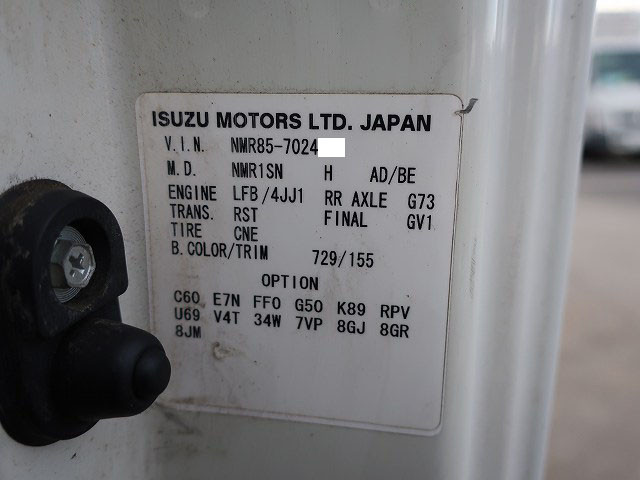 ISUZU MOTORS LTD. JAPAN
V.I.N. NMR85-7024
M.D. NMR1SN H AD/BE
ENGINE LFB/4JJ1 RR AXLE G73
TRANS. RST FINAL GV1
TIRE CNE
B.COLOR/TRIM 729/155
OPTION
C60 E7N FF0 G50 K89 RPV
U69 V4T 34W 7VP 8GJ 8GR
8JM